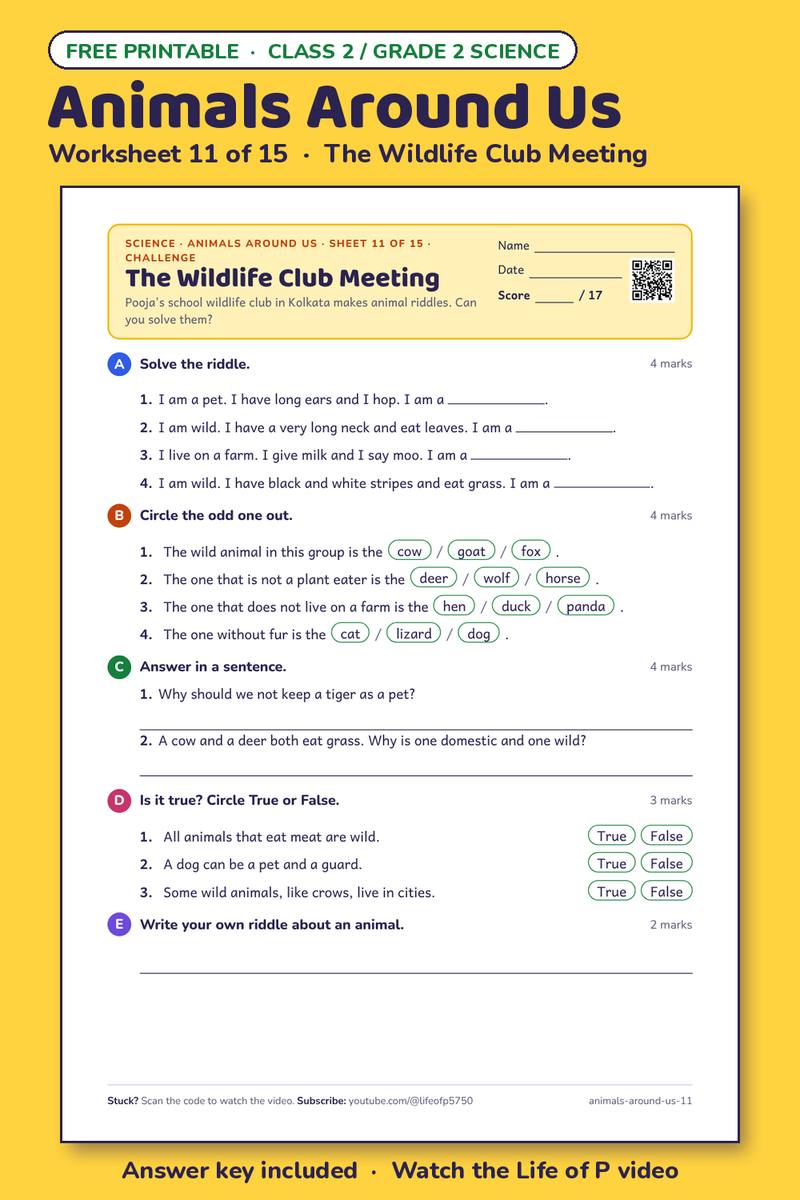 FREE PRINTABLE · CLASS 2 / GRADE 2 SCIENCE
Animals Around Us
Worksheet 11 of 15 · The Wildlife Club Meeting
SCIENCE · ANIMALS AROUND US · SHEET 11 OF 15 ·
CHALLENGE
The Wildlife Club Meeting
Pooja's school wildlife club in Kolkata makes animal riddles. Can
you solve them?
Name ____________
Date ____________
Score ______ / 17
A Solve the riddle. 4 marks
1. I am a pet. I have long ears and I hop. I am a ____________.
2. I am wild. I have a very long neck and eat leaves. I am a ____________.
3. I live on a farm. I give milk and I say moo. I am a ____________.
4. I am wild. I have black and white stripes and eat grass. I am a ____________.
B Circle the odd one out. 4 marks
1. The wild animal in this group is the cow / goat / fox .
2. The one that is not a plant eater is the deer / wolf / horse .
3. The one that does not live on a farm is the hen / duck / panda .
4. The one without fur is the cat / lizard / dog .
C Answer in a sentence. 4 marks
1. Why should we not keep a tiger as a pet?
2. A cow and a deer both eat grass. Why is one domestic and one wild?
D Is it true? Circle True or False. 3 marks
1. All animals that eat meat are wild. True False
2. A dog can be a pet and a guard. True False
3. Some wild animals, like crows, live in cities. True False
E Write your own riddle about an animal. 2 marks
Stuck? Scan the code to watch the video. Subscribe: youtube.com/@lifeofp5750 animals-around-us-11
Answer key included · Watch the Life of P video